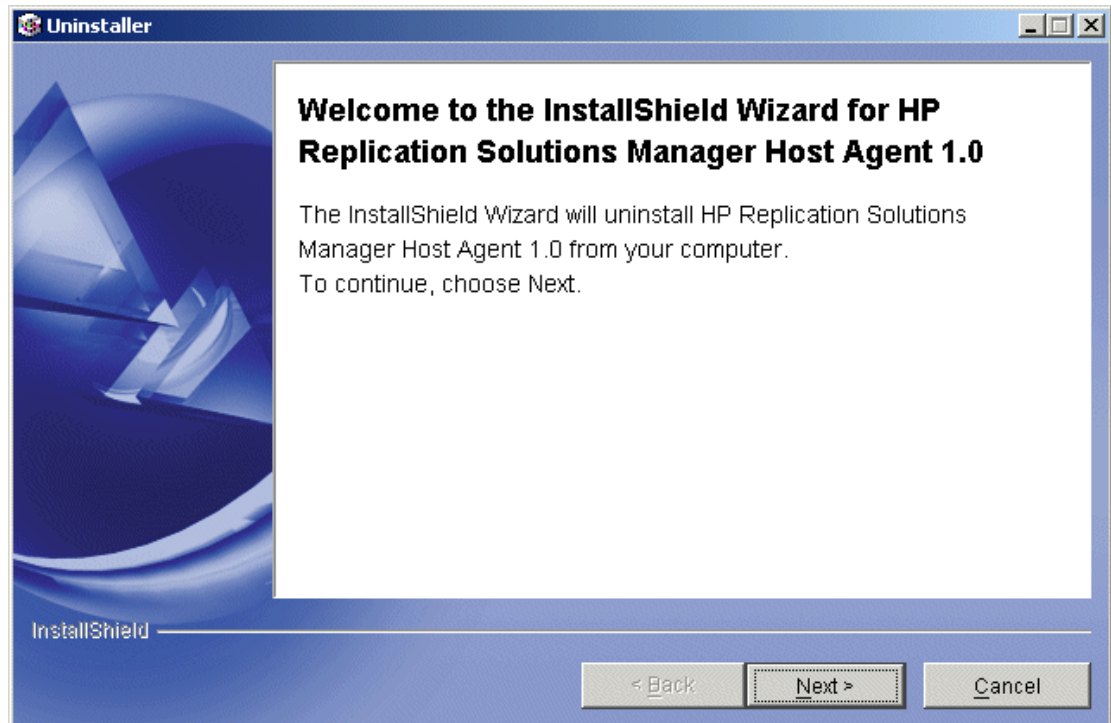 Uninstaller
Welcome to the InstallShield Wizard for HP
Replication Solutions Manager Host Agent 1.0
The InstallShield Wizard will uninstall HP Replication Solutions
Manager Host Agent 1.0 from your computer.
To continue, choose Next.
InstallShield
< Back
Next >
Cancel